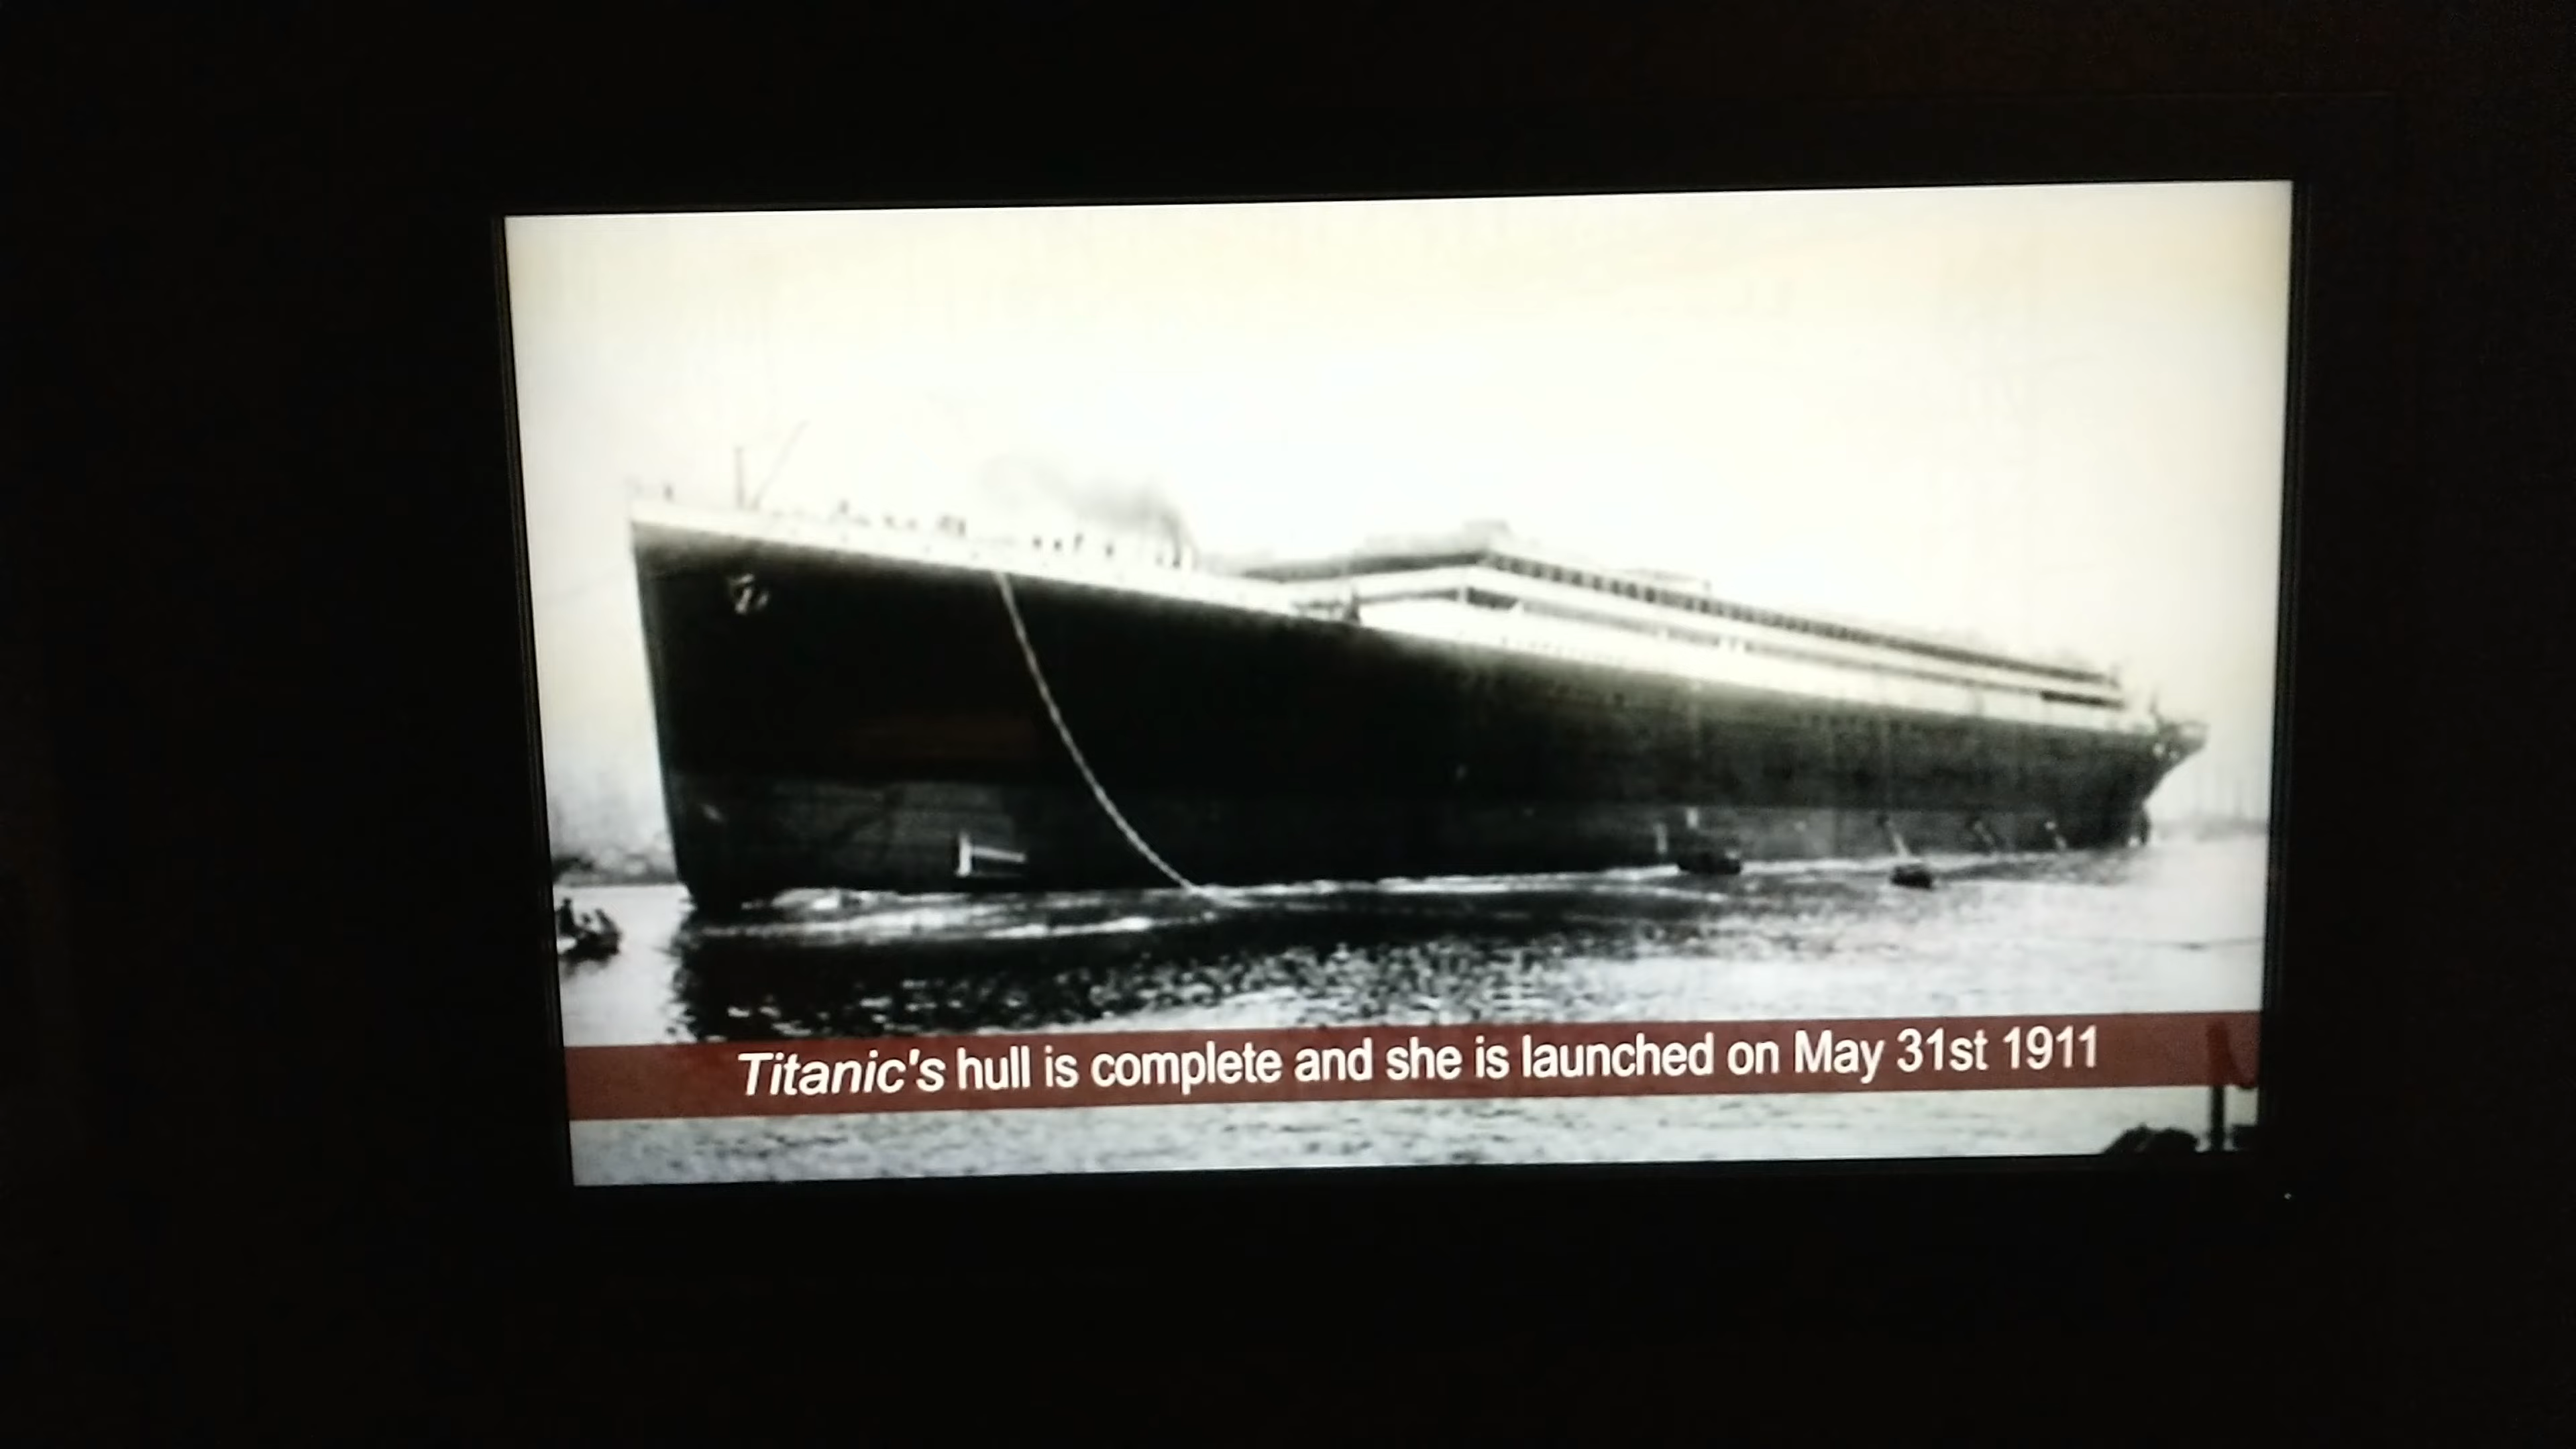 Titanic's hull is complete and she is launched on May 31st 1911